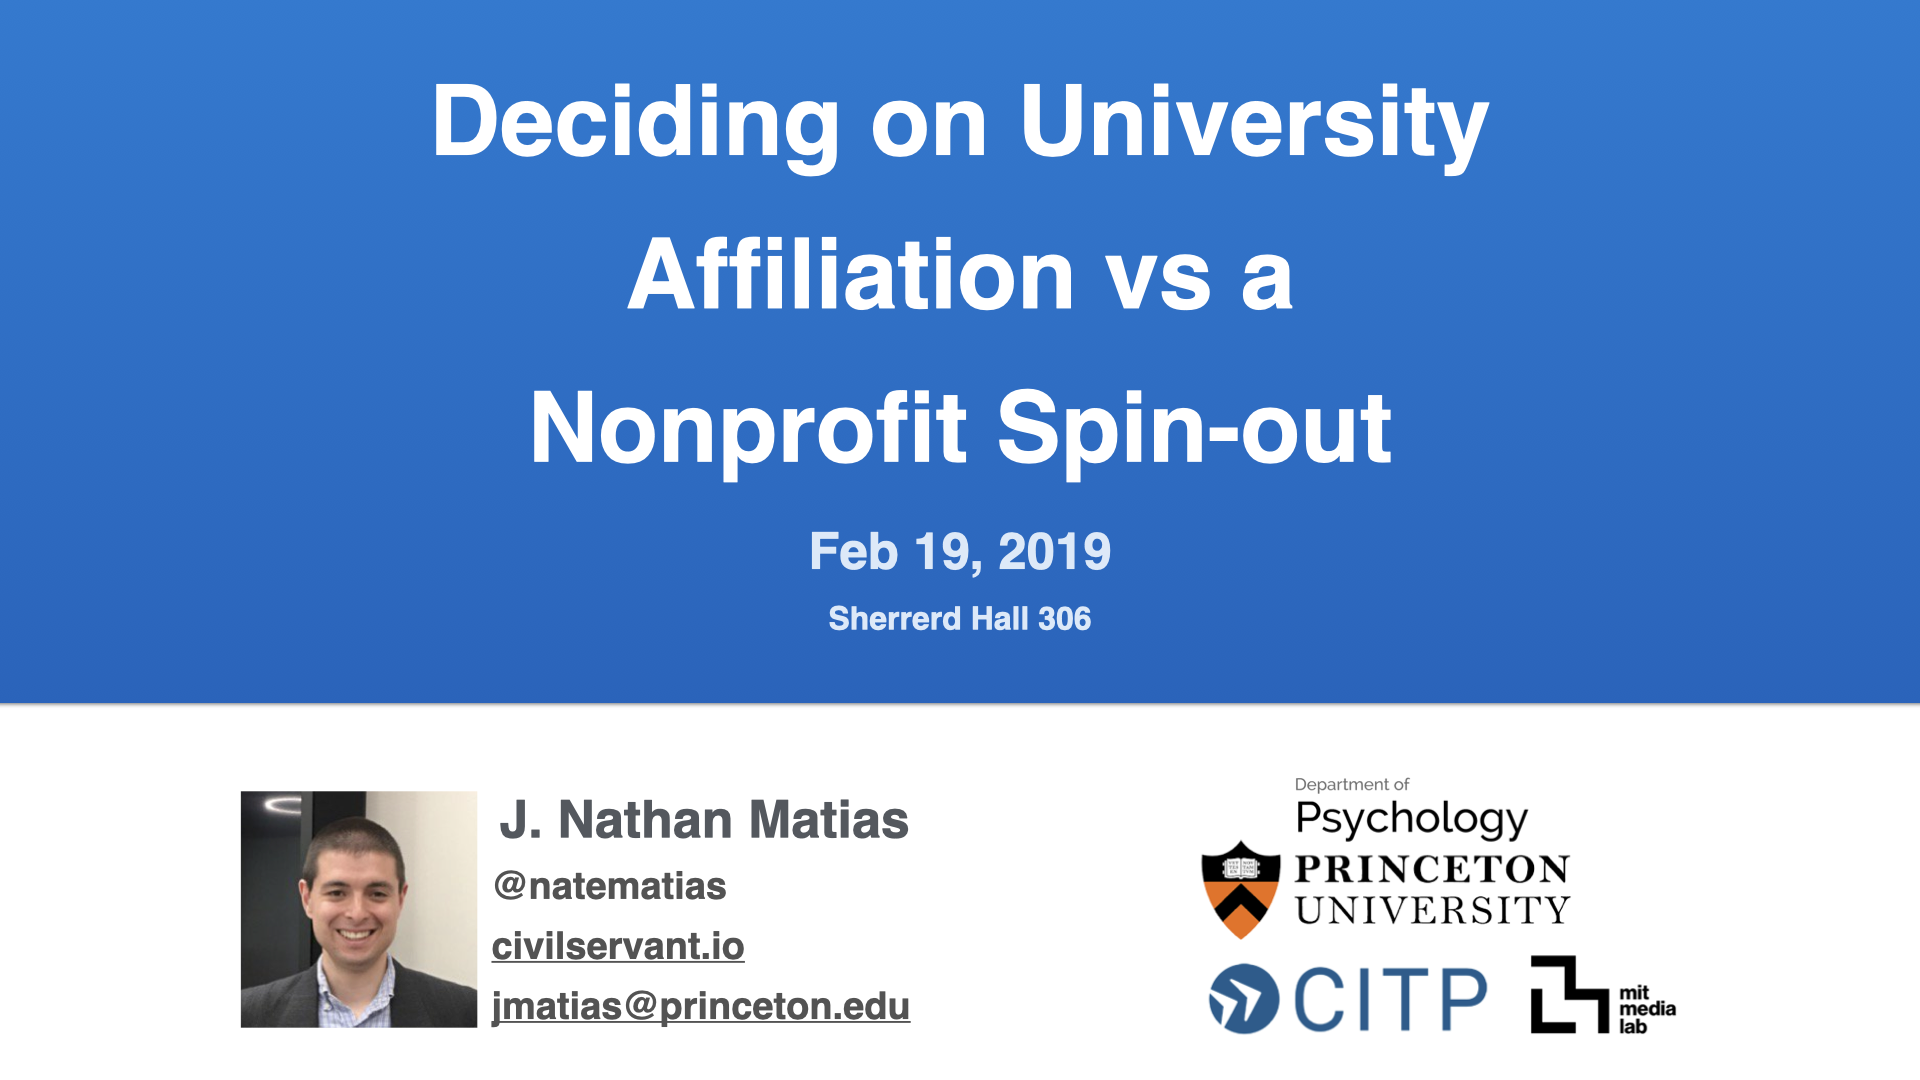 Deciding on University
Affiliation vs a
Nonprofit Spin-out
Feb 19, 2019
Sherrerd Hall 306
J. Nathan Matias
@natematias
civilservant.io
jmatias@princeton.edu
Department of
Psychology
PRINCETON
UNIVERSITY
CITP
mit
media
lab